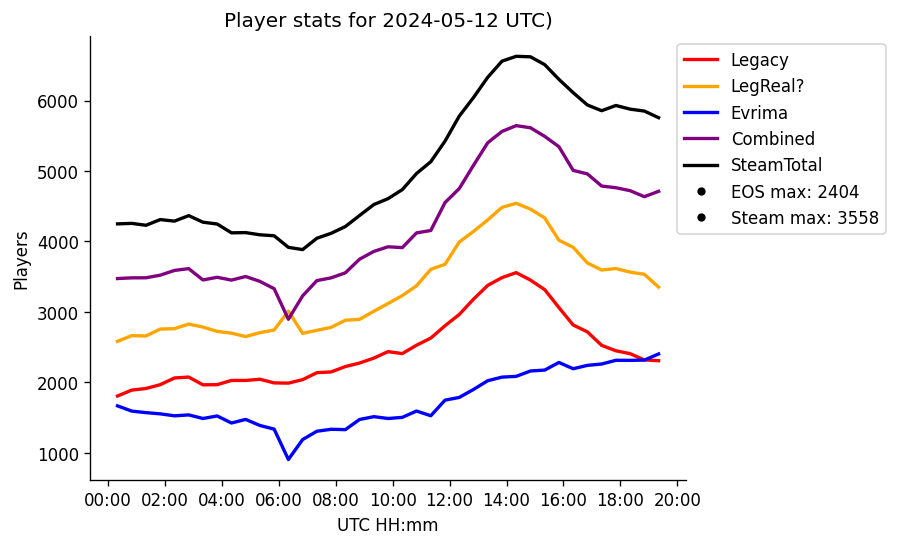 Player stats for 2024-05-12 UTC)
Legacy
LegReal?
Evrima
Combined
SteamTotal
EOS max: 2404
Steam max: 3558
Players
6000
5000
4000
3000
2000
1000
00:00 02:00 04:00 06:00 08:00 10:00 12:00 14:00 16:00 18:00 20:00
UTC HH:mm